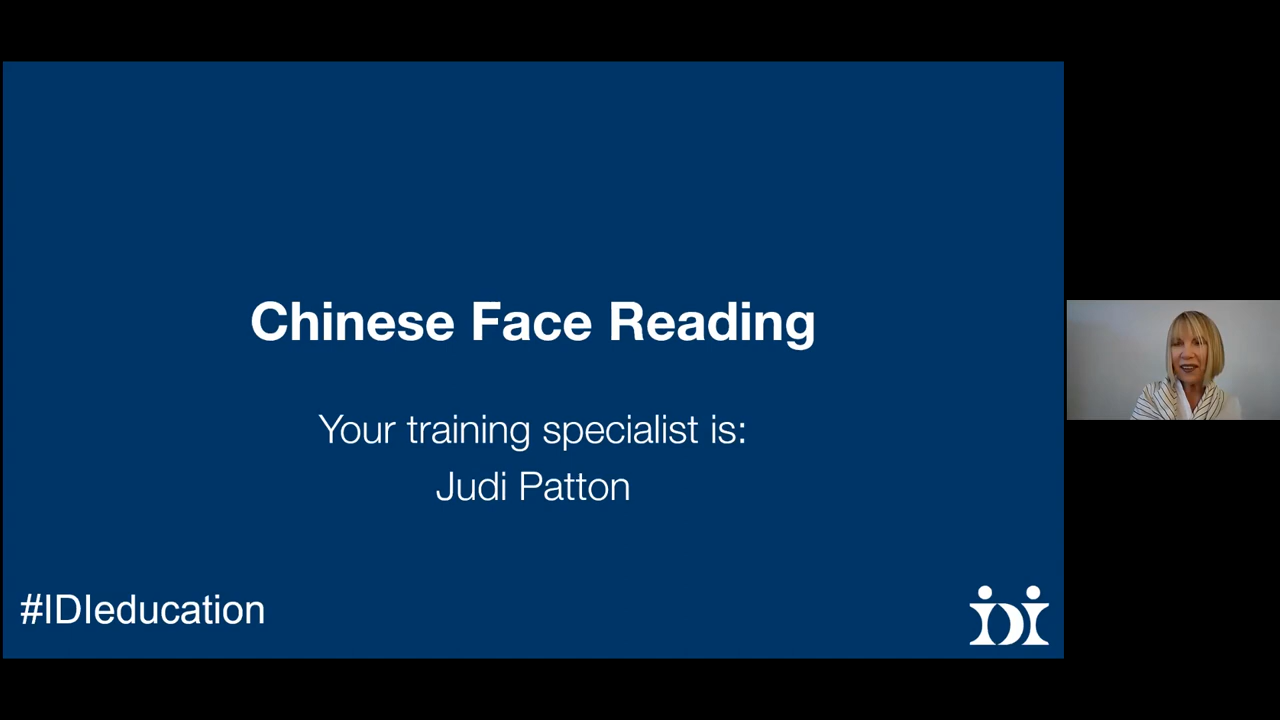 Chinese Face Reading
Your training specialist is:
Judi Patton
#IDIeducation
iDi